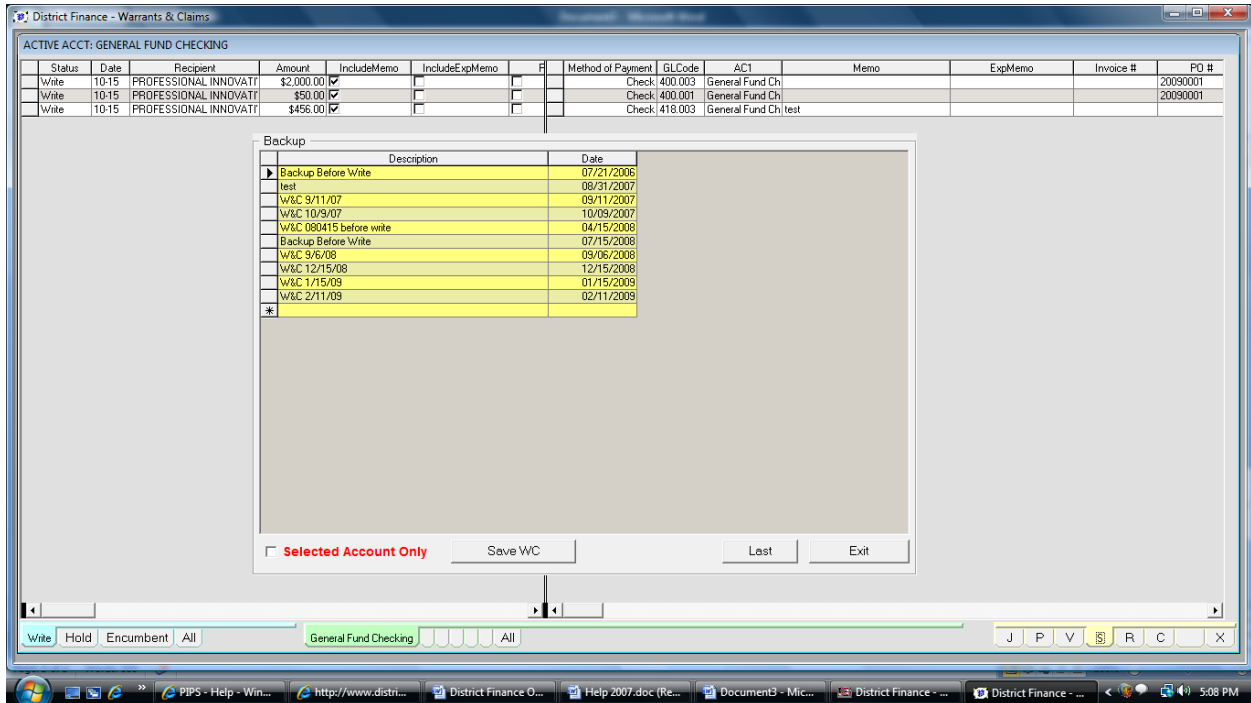 District Finance - Warrants & Claims
ACTIVE ACCT: GENERAL FUND CHECKING
Status Date Recipient Amount IncludeMemo IncludeExpMemo F Method of Payment GLCode AC1 Memo ExpMemo Invoice # PO #
Write 10-15 PROFESSIONAL INNOVATI $2,000.00 Check 400.003 General Fund Ch 20090001
Write 10-15 PROFESSIONAL INNOVATI $50.00 Check 400.001 General Fund Ch 20090001
Write 10-15 PROFESSIONAL INNOVATI $456.00 Check 418.003 General Fund Ch test
Backup
Description Date
Backup Before Write 07/21/2006
test 08/31/2007
W&C 9/11/07 09/11/2007
W&C 10/9/07 10/09/2007
W&C 080415 before write 04/15/2008
Backup Before Write 07/15/2008
W&C 9/6/08 09/06/2008
W&C 12/15/08 12/15/2008
W&C 1/15/09 01/15/2009
W&C 2/11/09 02/11/2009
Selected Account Only Save WC Last Exit
Write Hold Encumbent All General Fund Checking All J P V S R C X
PIPS - Help - Win... http://www.distri... District Finance O... Help 2007.doc (Re... Document3 - Mic... District Finance - ... District Finance - ... 5:08 PM